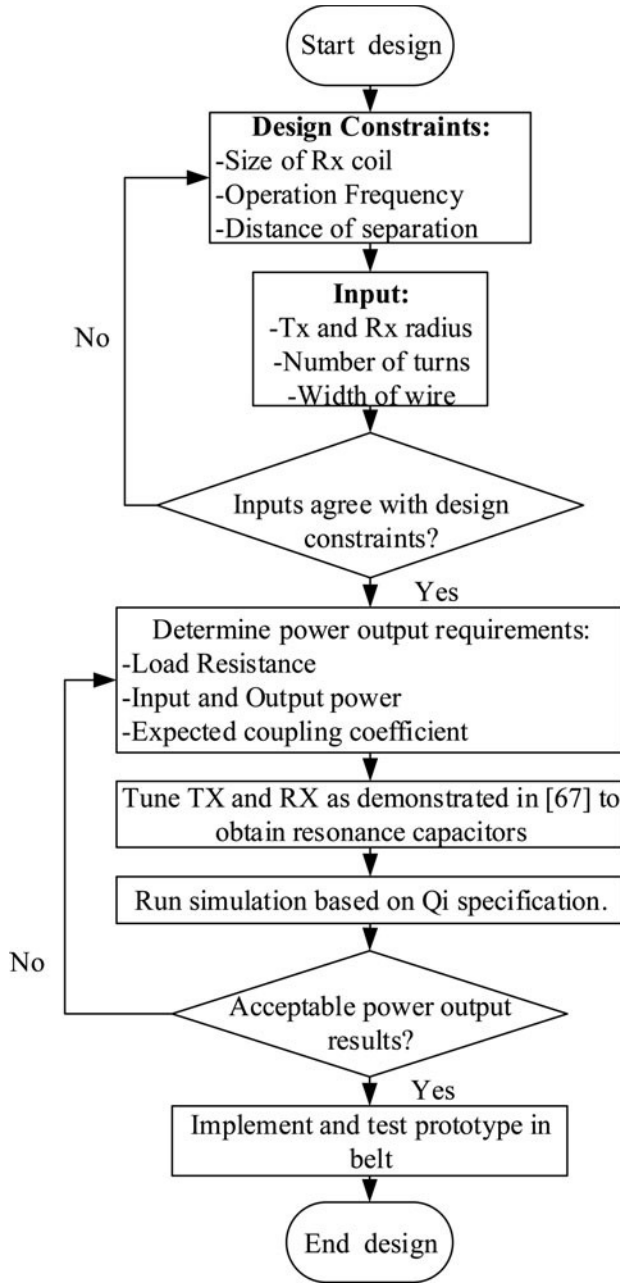 Start design
Design Constraints:
-Size of Rx coil
-Operation Frequency
-Distance of separation
Input:
-Tx and Rx radius
-Number of turns
-Width of wire
No
Inputs agree with design
constraints?
Yes
Determine power output requirements:
-Load Resistance
-Input and Output power
-Expected coupling coefficient
Tune TX and RX as demonstrated in [67] to
obtain resonance capacitors
Run simulation based on Qi specification.
No
Acceptable power output
results?
Yes
Implement and test prototype in
belt
End design